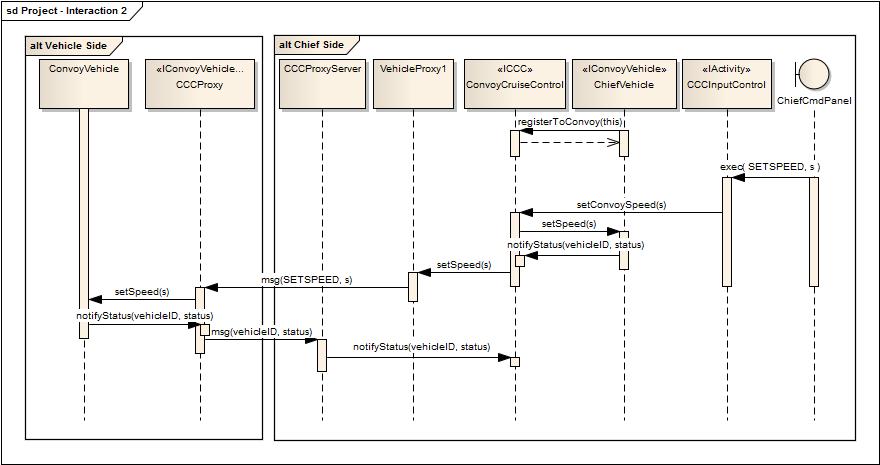 sd Project - Interaction 2
alt Vehicle Side
alt Chief Side
ConvoyVehicle
«IConvoyVehicle...
CCCProxy
CCCProxyServer
VehicleProxy1
«ICCC»
ConvoyCruiseControl
«IConvoyVehicle»
ChiefVehicle
«IActivity»
CCCInputControl
ChiefCmdPanel
registerToConvoy(this)
exec( SETSPEED, s )
setConvoySpeed(s)
setSpeed(s)
notifyStatus(vehicleID, status)
setSpeed(s)
msg(SETSPEED, s)
setSpeed(s)
notifyStatus(vehicleID, status)
msg(vehicleID, status)
notifyStatus(vehicleID, status)